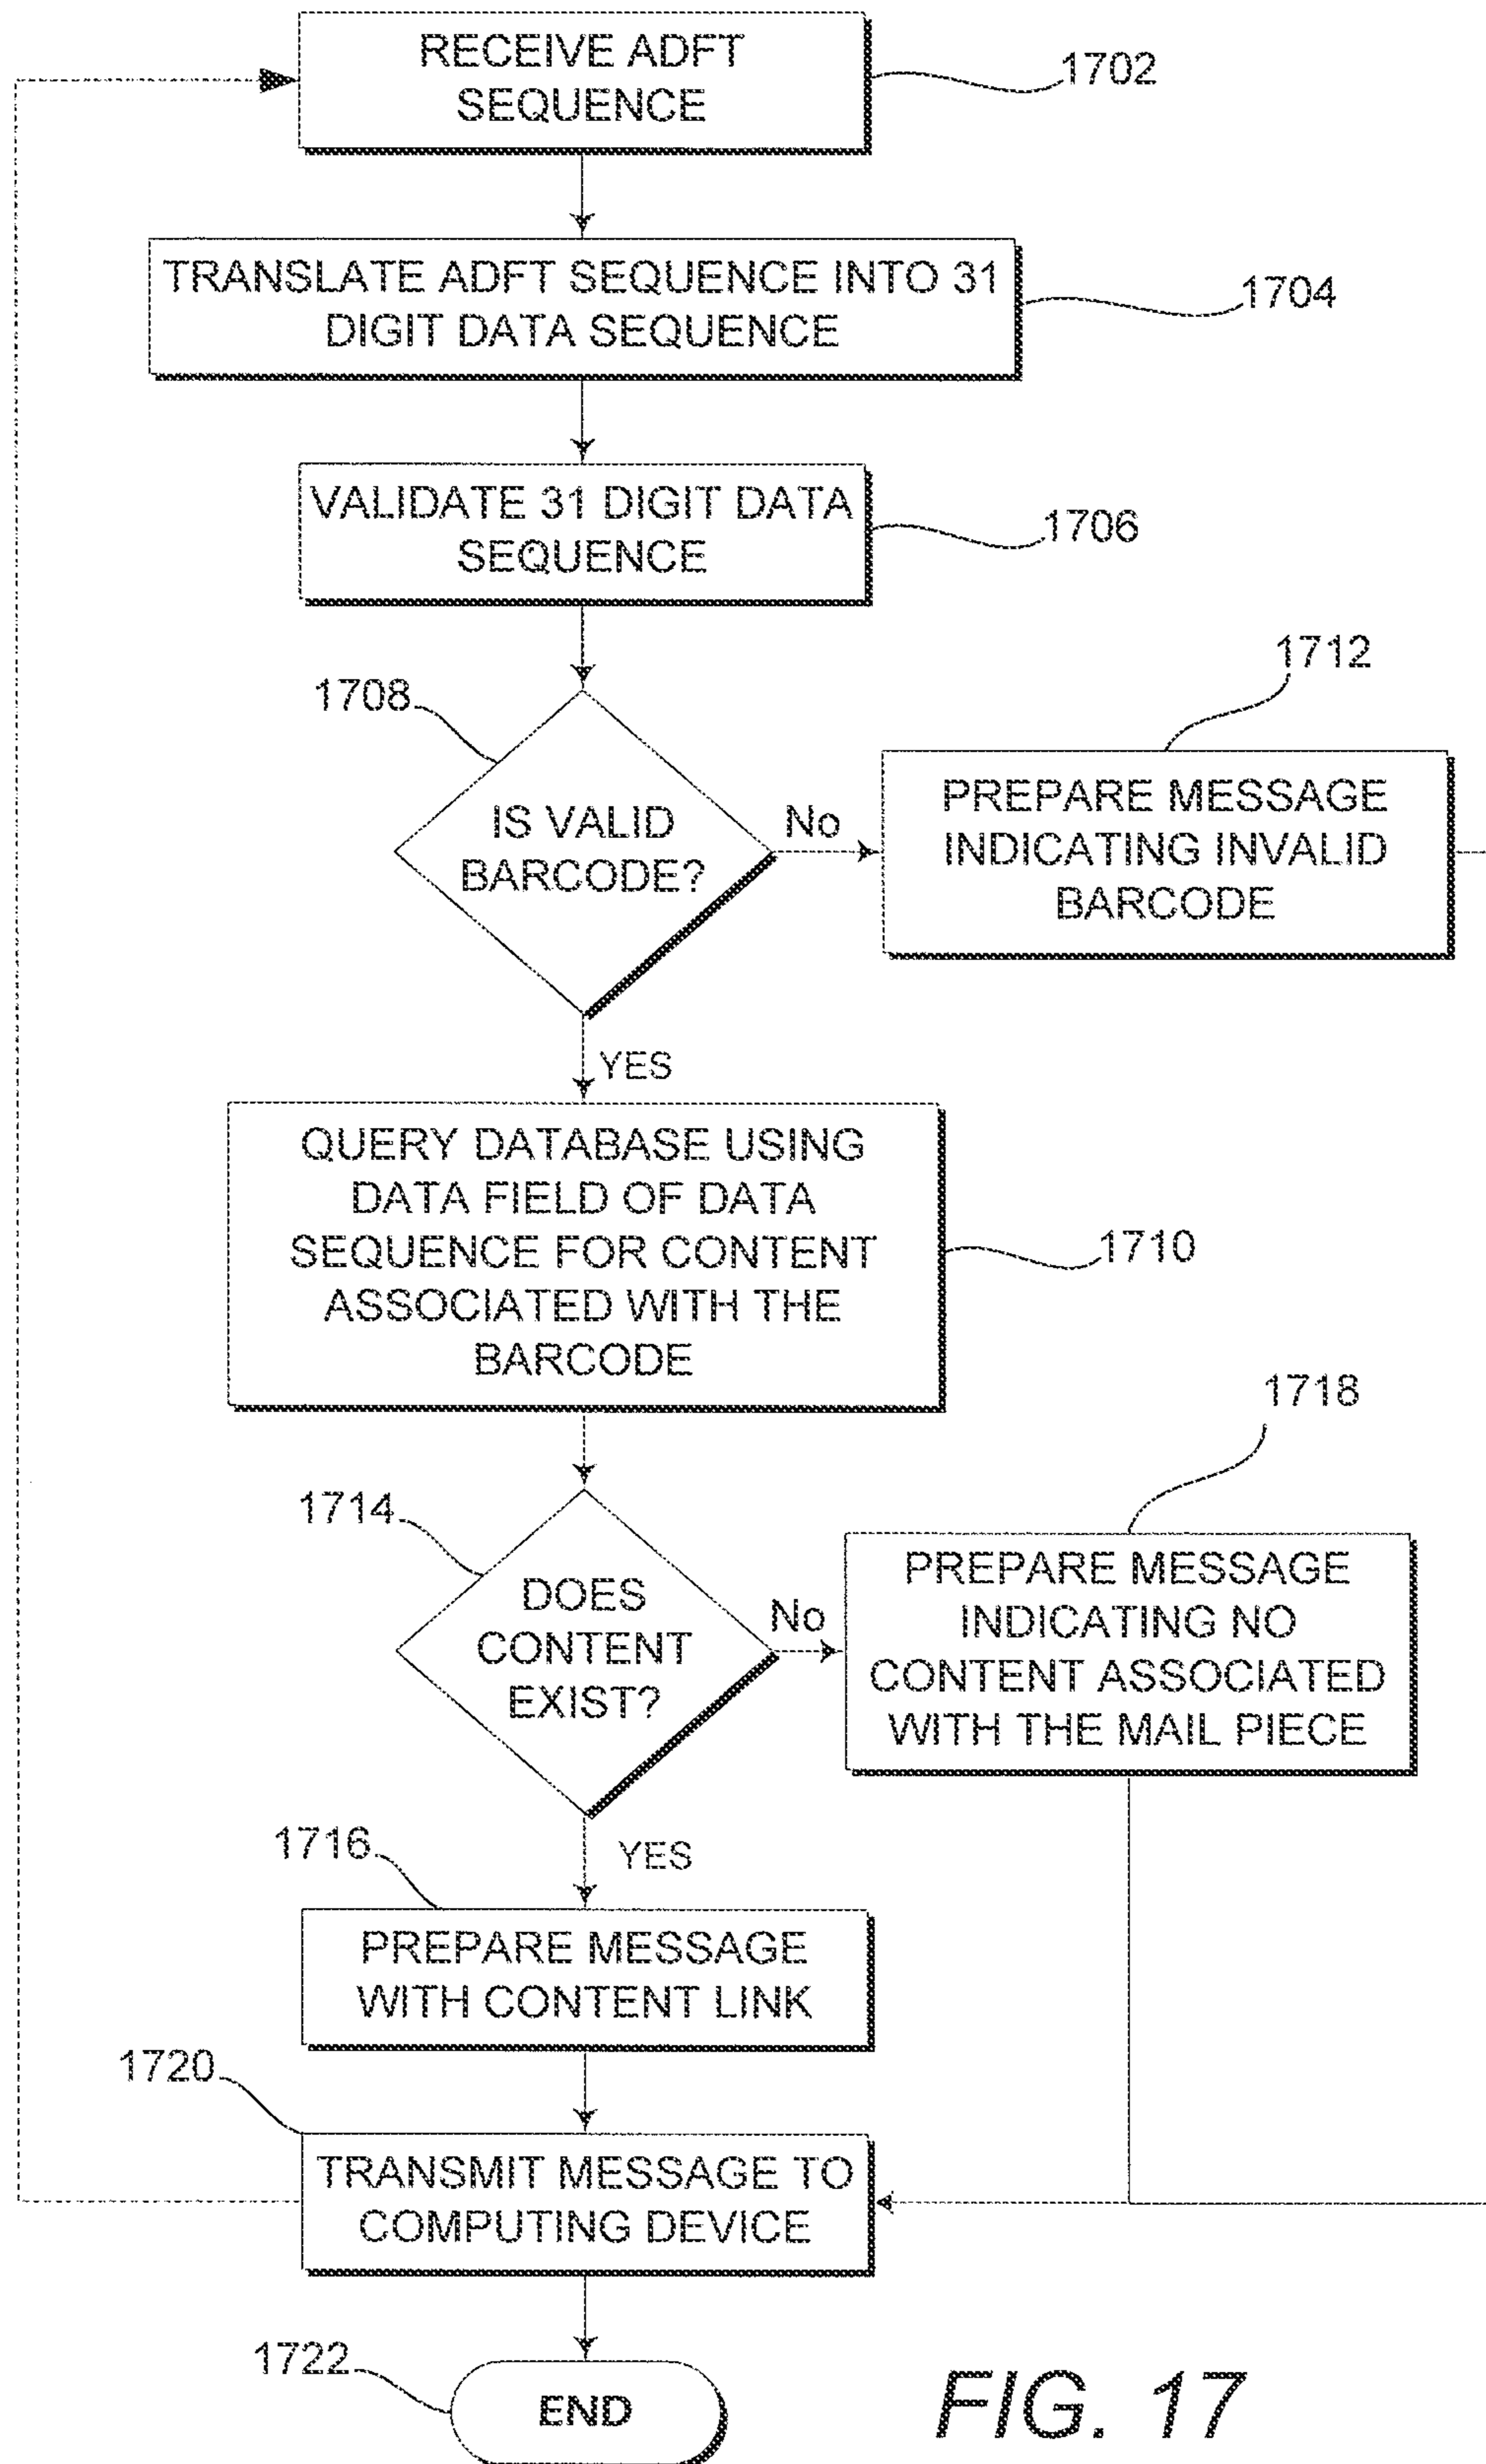 RECEIVE ADFT
SEQUENCE
1702
TRANSLATE ADFT SEQUENCE INTO 31
DIGIT DATA SEQUENCE
1704
VALIDATE 31 DIGIT DATA
SEQUENCE
1706
1708
IS VALID
BARCODE?
No
1712
PREPARE MESSAGE
INDICATING INVALID
BARCODE
YES
QUERY DATABASE USING
DATA FIELD OF DATA
SEQUENCE FOR CONTENT
ASSOCIATED WITH THE
BARCODE
1710
1714
DOES
CONTENT
EXIST?
No
1718
PREPARE MESSAGE
INDICATING NO
CONTENT ASSOCIATED
WITH THE MAIL PIECE
YES
1716
PREPARE MESSAGE
WITH CONTENT LINK
1720
TRANSMIT MESSAGE TO
COMPUTING DEVICE
1722
END
FIG. 17